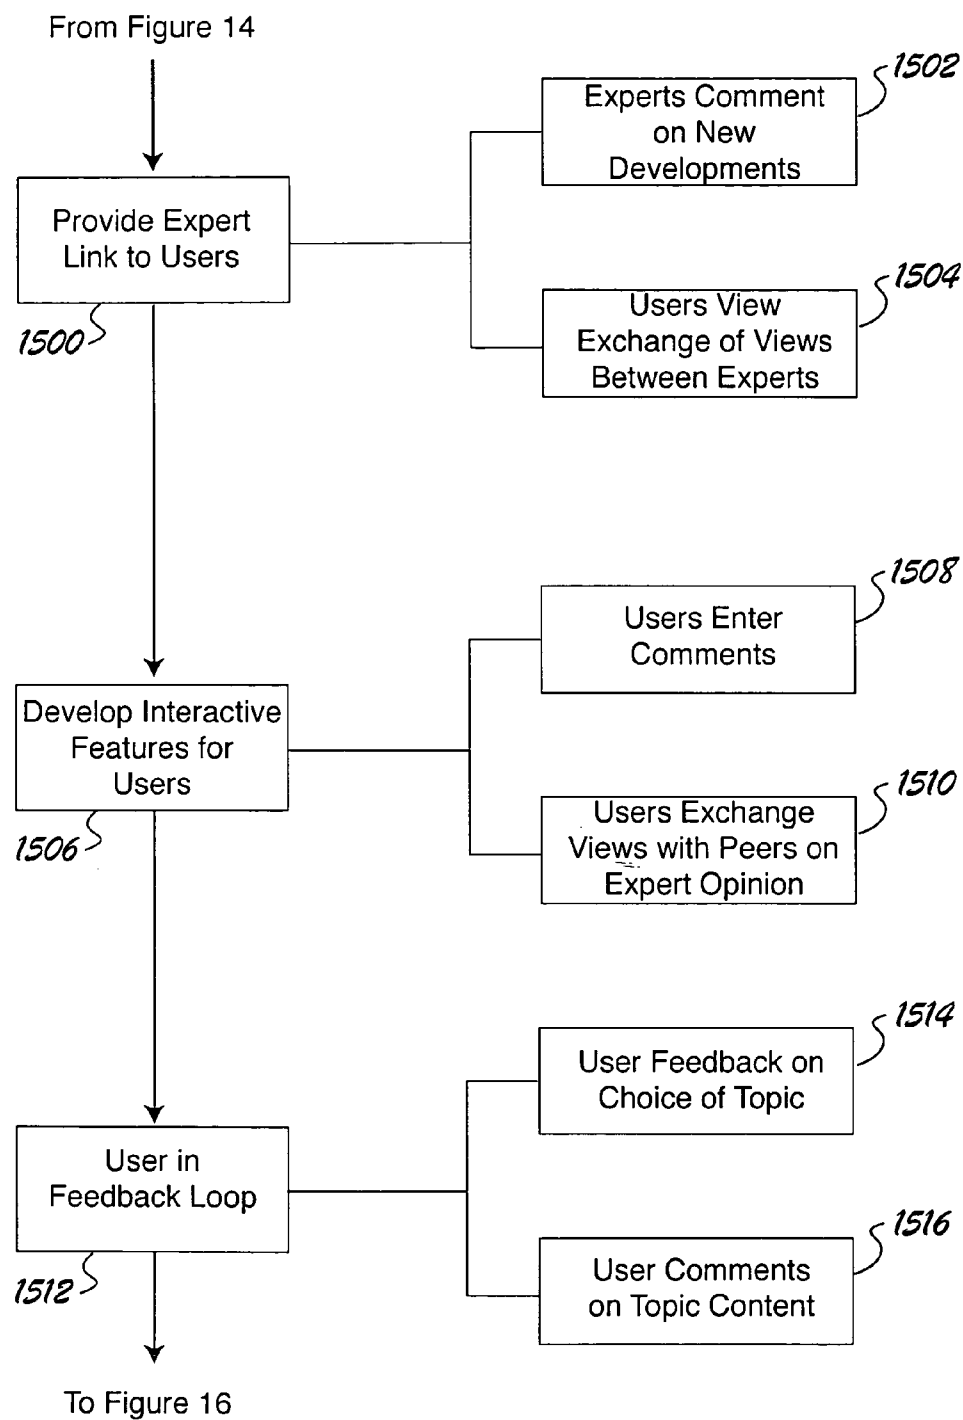 From Figure 14
1502
Experts Comment
on New
Developments
Provide Expert
Link to Users
1500
1504
Users View
Exchange of Views
Between Experts
1508
Users Enter
Comments
Develop Interactive
Features for
Users
1506
1510
Users Exchange
Views with Peers on
Expert Opinion
1514
User Feedback on
Choice of Topic
User in
Feedback Loop
1512
1516
User Comments
on Topic Content
To Figure 16